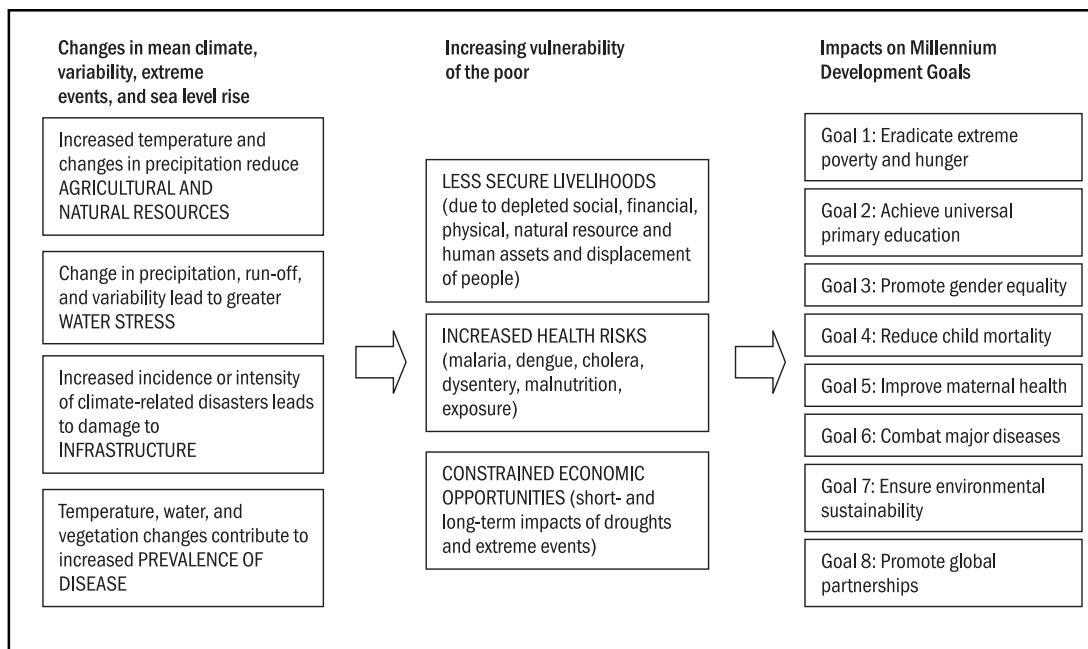 Changes in mean climate,
variability, extreme
events, and sea level rise
Increased temperature and
changes in precipitation reduce
AGRICULTURAL AND
NATURAL RESOURCES
Change in precipitation, run-off,
and variability lead to greater
WATER STRESS
Increased incidence or intensity
of climate-related disasters leads
to damage to
INFRASTRUCTURE
Temperature, water, and
vegetation changes contribute to
increased PREVALENCE OF
DISEASE
Increasing vulnerability
of the poor
LESS SECURE LIVELIHOODS
(due to depleted social, financial,
physical, natural resource and
human assets and displacement
of people)
INCREASED HEALTH RISKS
(malaria, dengue, cholera,
dysentery, malnutrition,
exposure)
CONSTRAINED ECONOMIC
OPPORTUNITIES (short- and
long-term impacts of droughts
and extreme events)
Impacts on Millennium
Development Goals
Goal 1: Eradicate extreme
poverty and hunger
Goal 2: Achieve universal
primary education
Goal 3: Promote gender equality
Goal 4: Reduce child mortality
Goal 5: Improve maternal health
Goal 6: Combat major diseases
Goal 7: Ensure environmental
sustainability
Goal 8: Promote global
partnerships